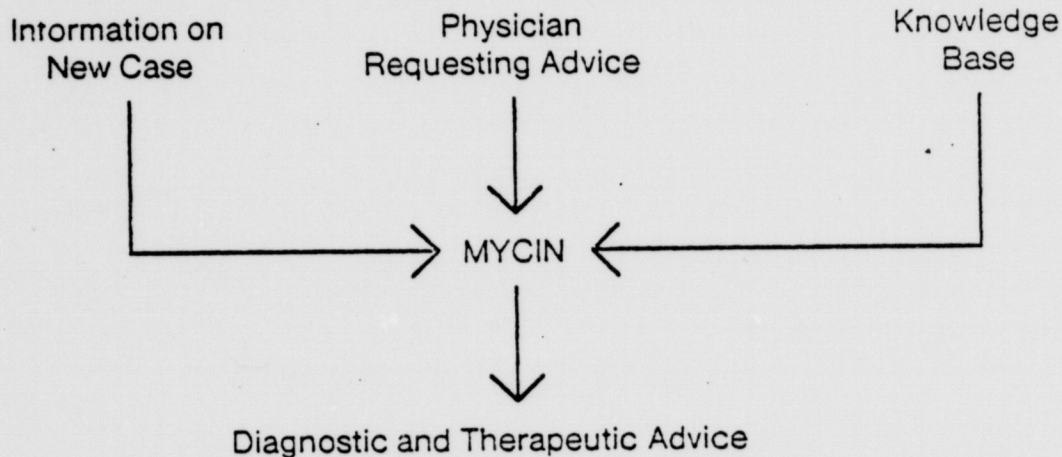 Information on
New Case
Physician
Requesting Advice
Knowledge
Base
MYCIN
Diagnostic and Therapeutic Advice